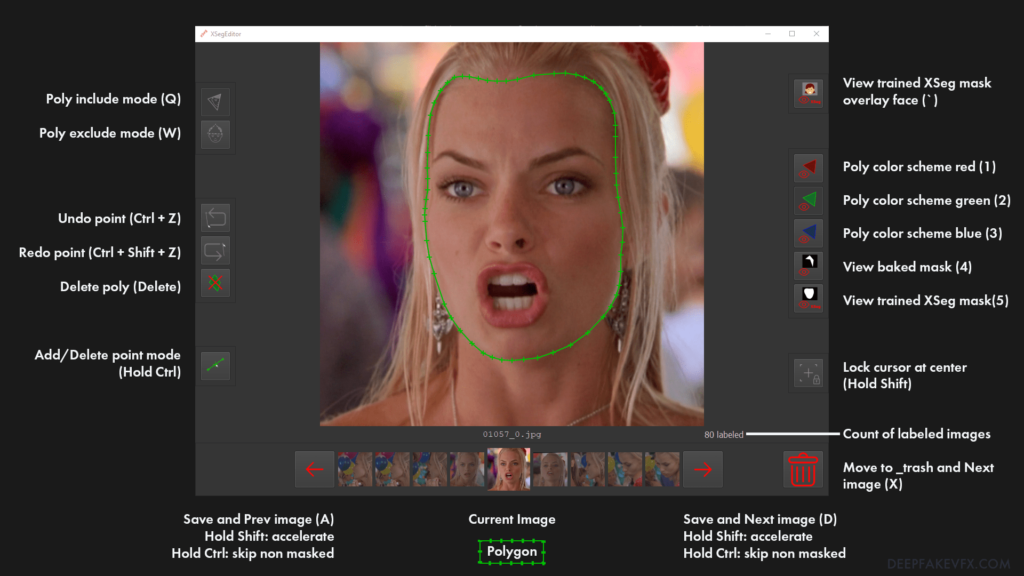 XSegEditor
Poly include mode (Q)
Poly exclude mode (W)
Undo point (Ctrl + Z)
Redo point (Ctrl + Shift + Z)
Delete poly (Delete)
Add/Delete point mode
(Hold Ctrl)
View trained XSeg mask
overlay face (`)
Poly color scheme red (1)
Poly color scheme green (2)
Poly color scheme blue (3)
View baked mask (4)
View trained XSeg mask(5)
Lock cursor at center
(Hold Shift)
01057_0.jpg
80 labeled
Count of labeled images
Move to _trash and Next
image (X)
Save and Prev image (A)
Hold Shift: accelerate
Hold Ctrl: skip non masked
Current Image
Polygon
Save and Next image (D)
Hold Shift: accelerate
Hold Ctrl: skip non masked
DEEPFAKEVFX.COM